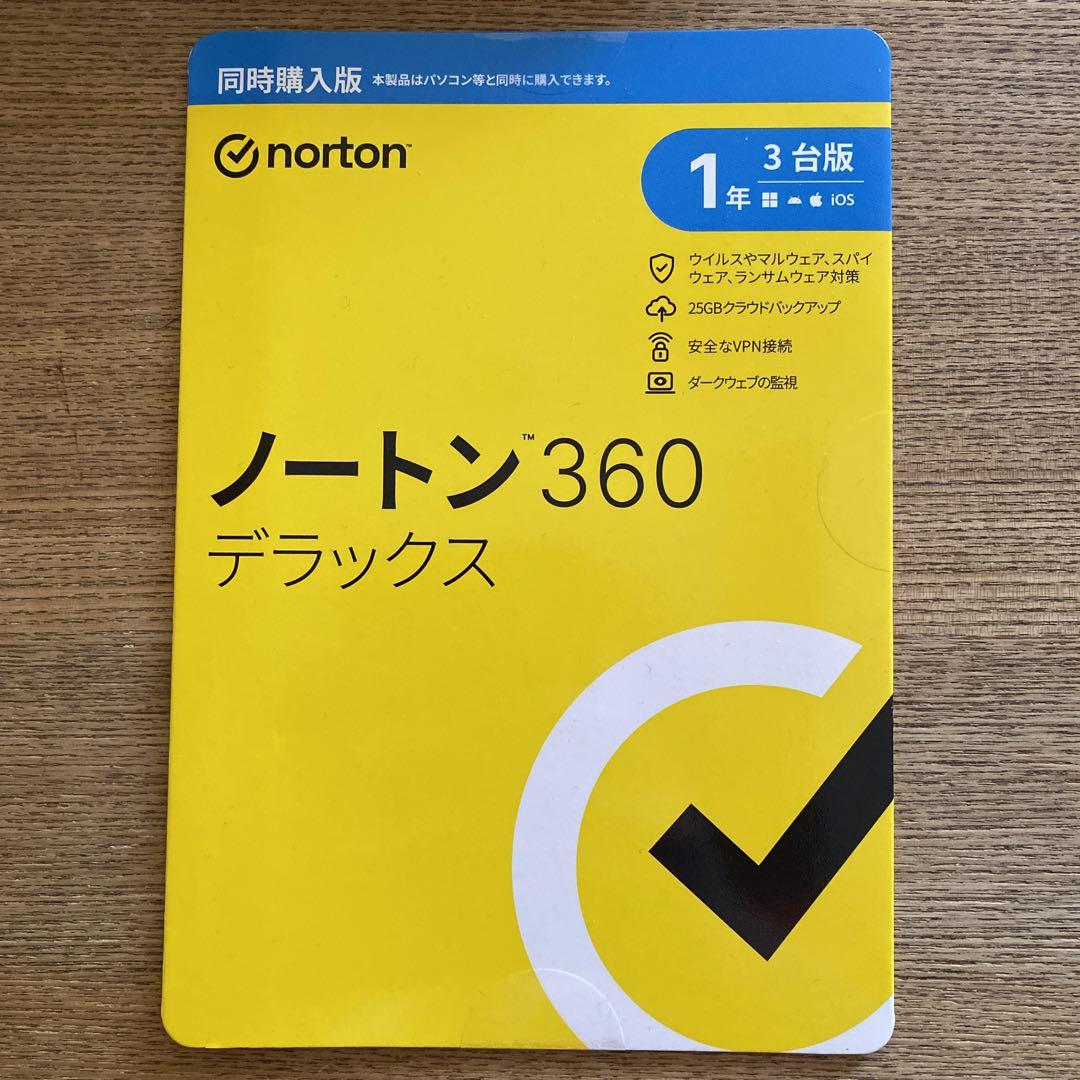 同時購入版 本製品はパソコン等と同時に購入できます。
norton™
1年
3台版
iOS
ウイルスやマルウェア、スパイ
ウェア、ランサムウェア対策
25GBクラウドバックアップ
安全なVPN接続
ダークウェブの監視
ノートン™ 360
デラックス